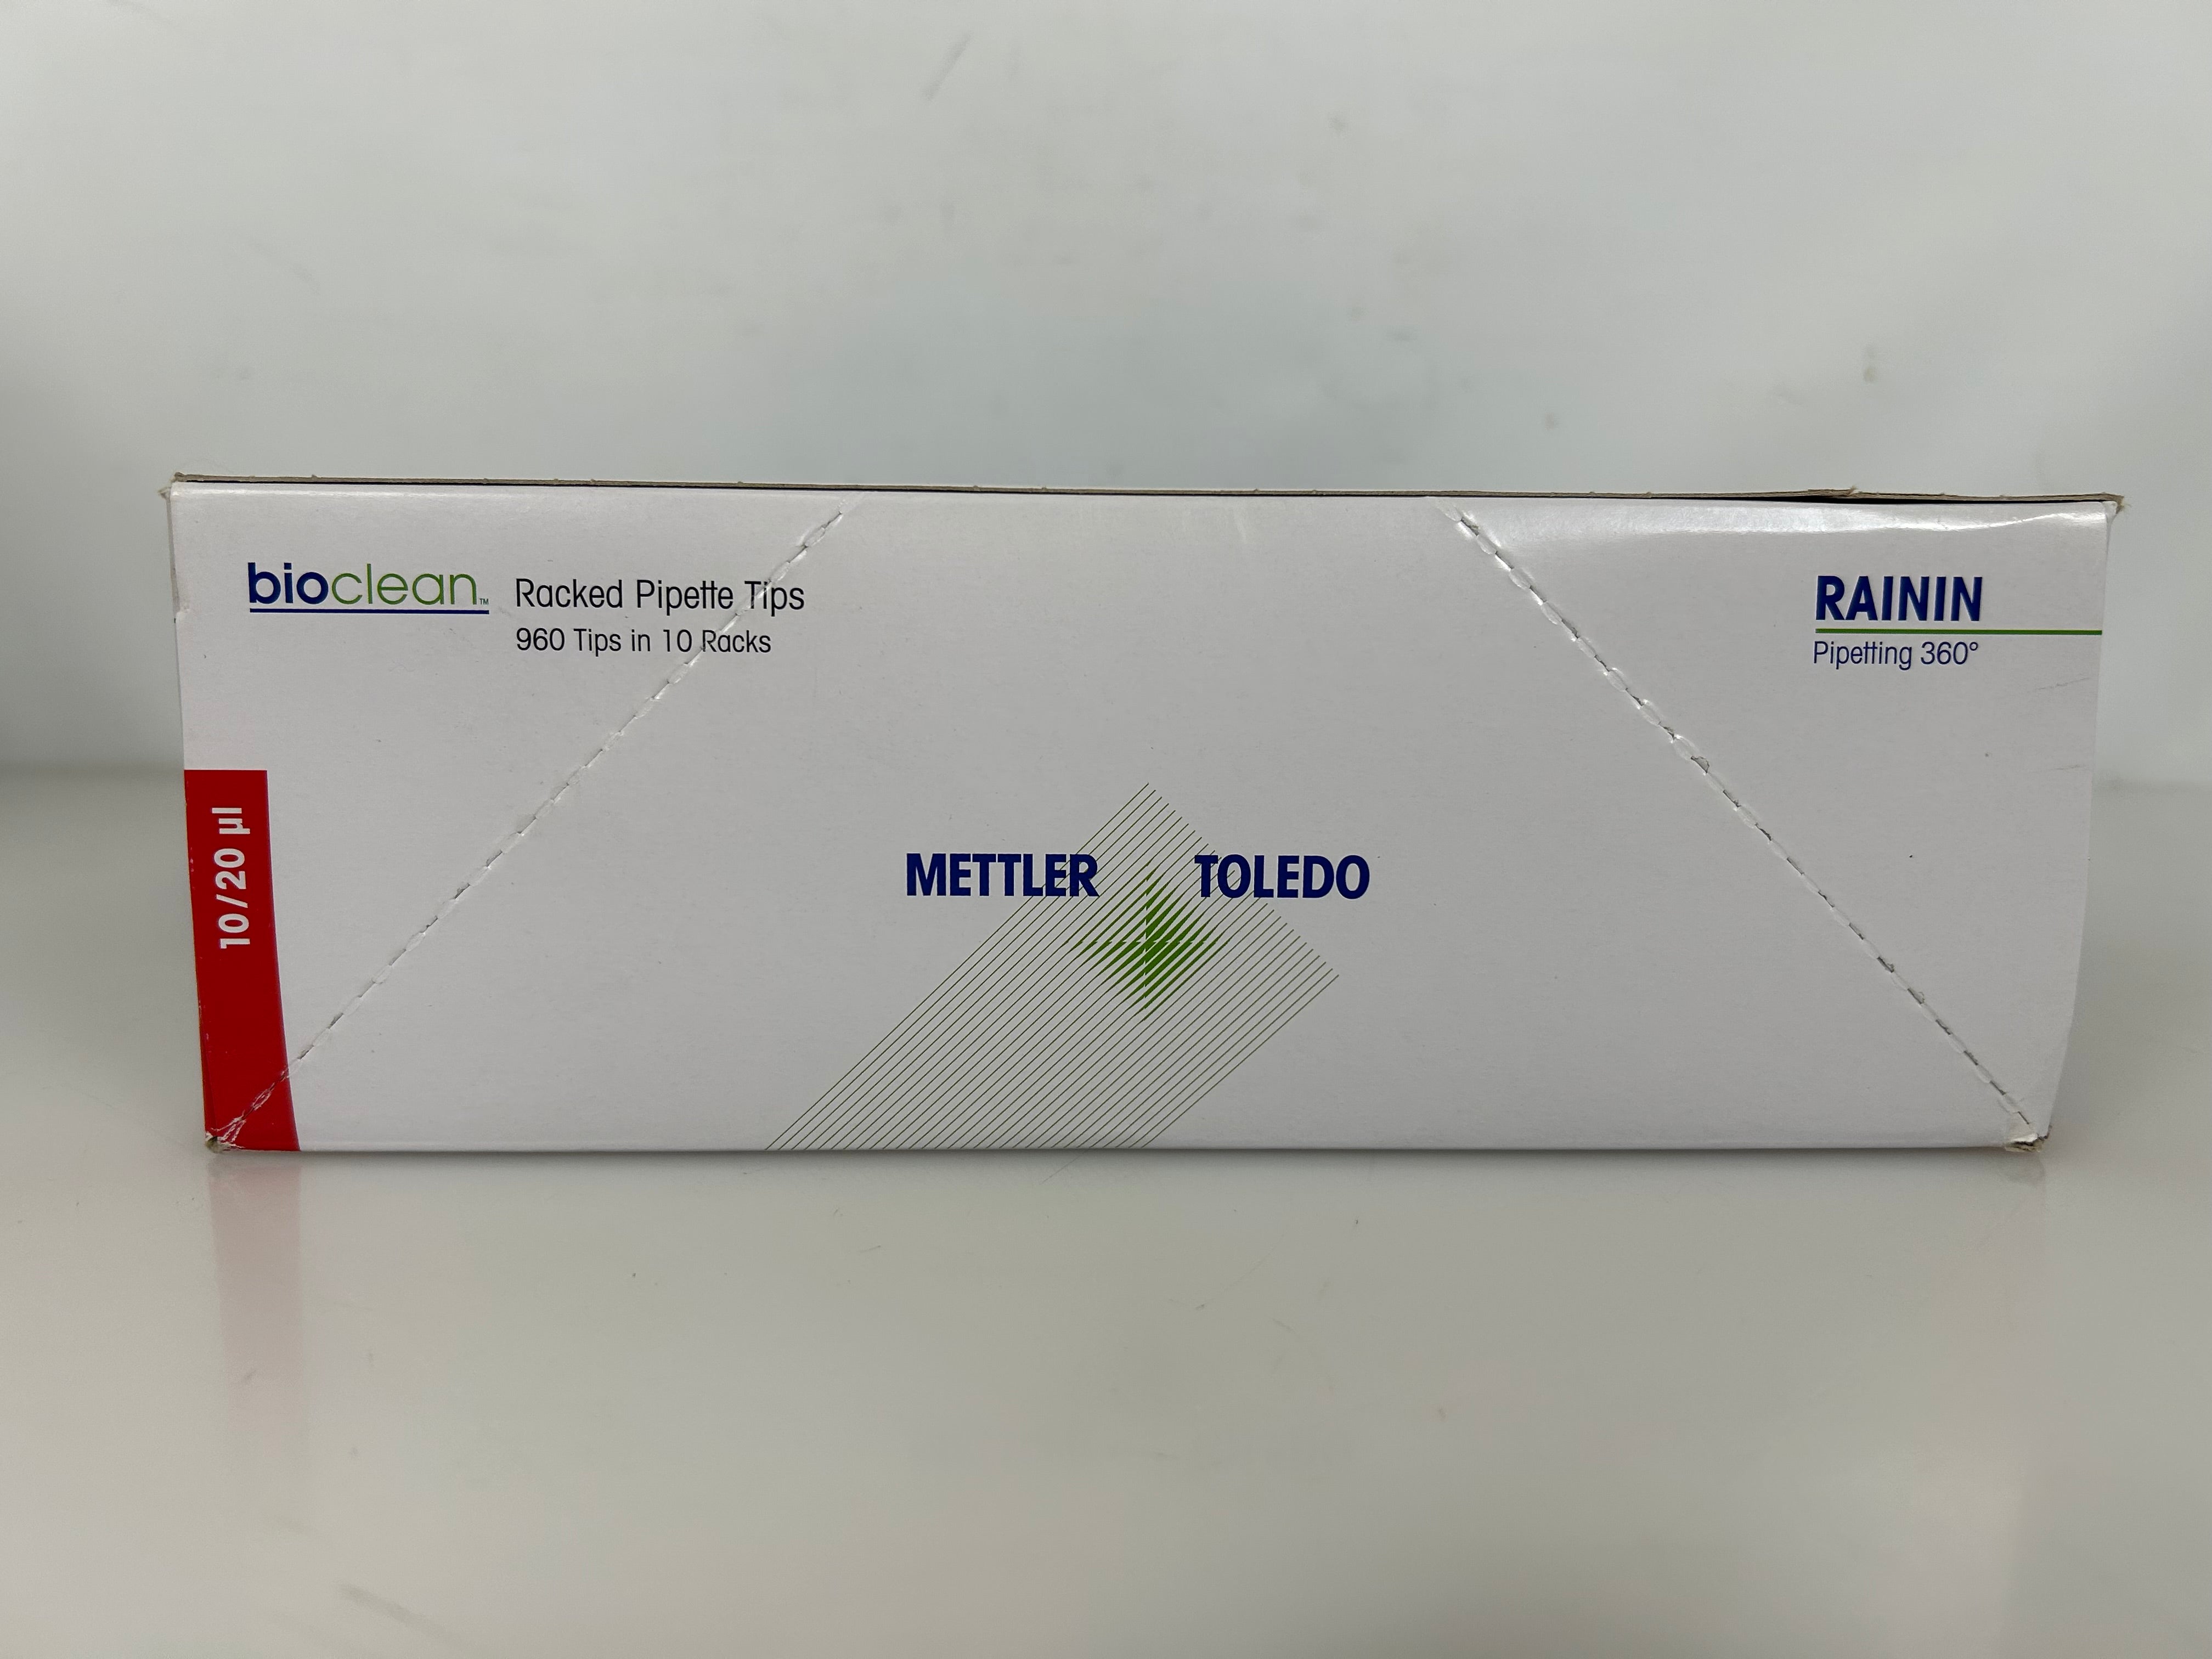 bioclean™ Racked Pipette Tips
960 Tips in 10 Racks
RAININ
Pipetting 360°
10/20 µl
METTLER TOLEDO